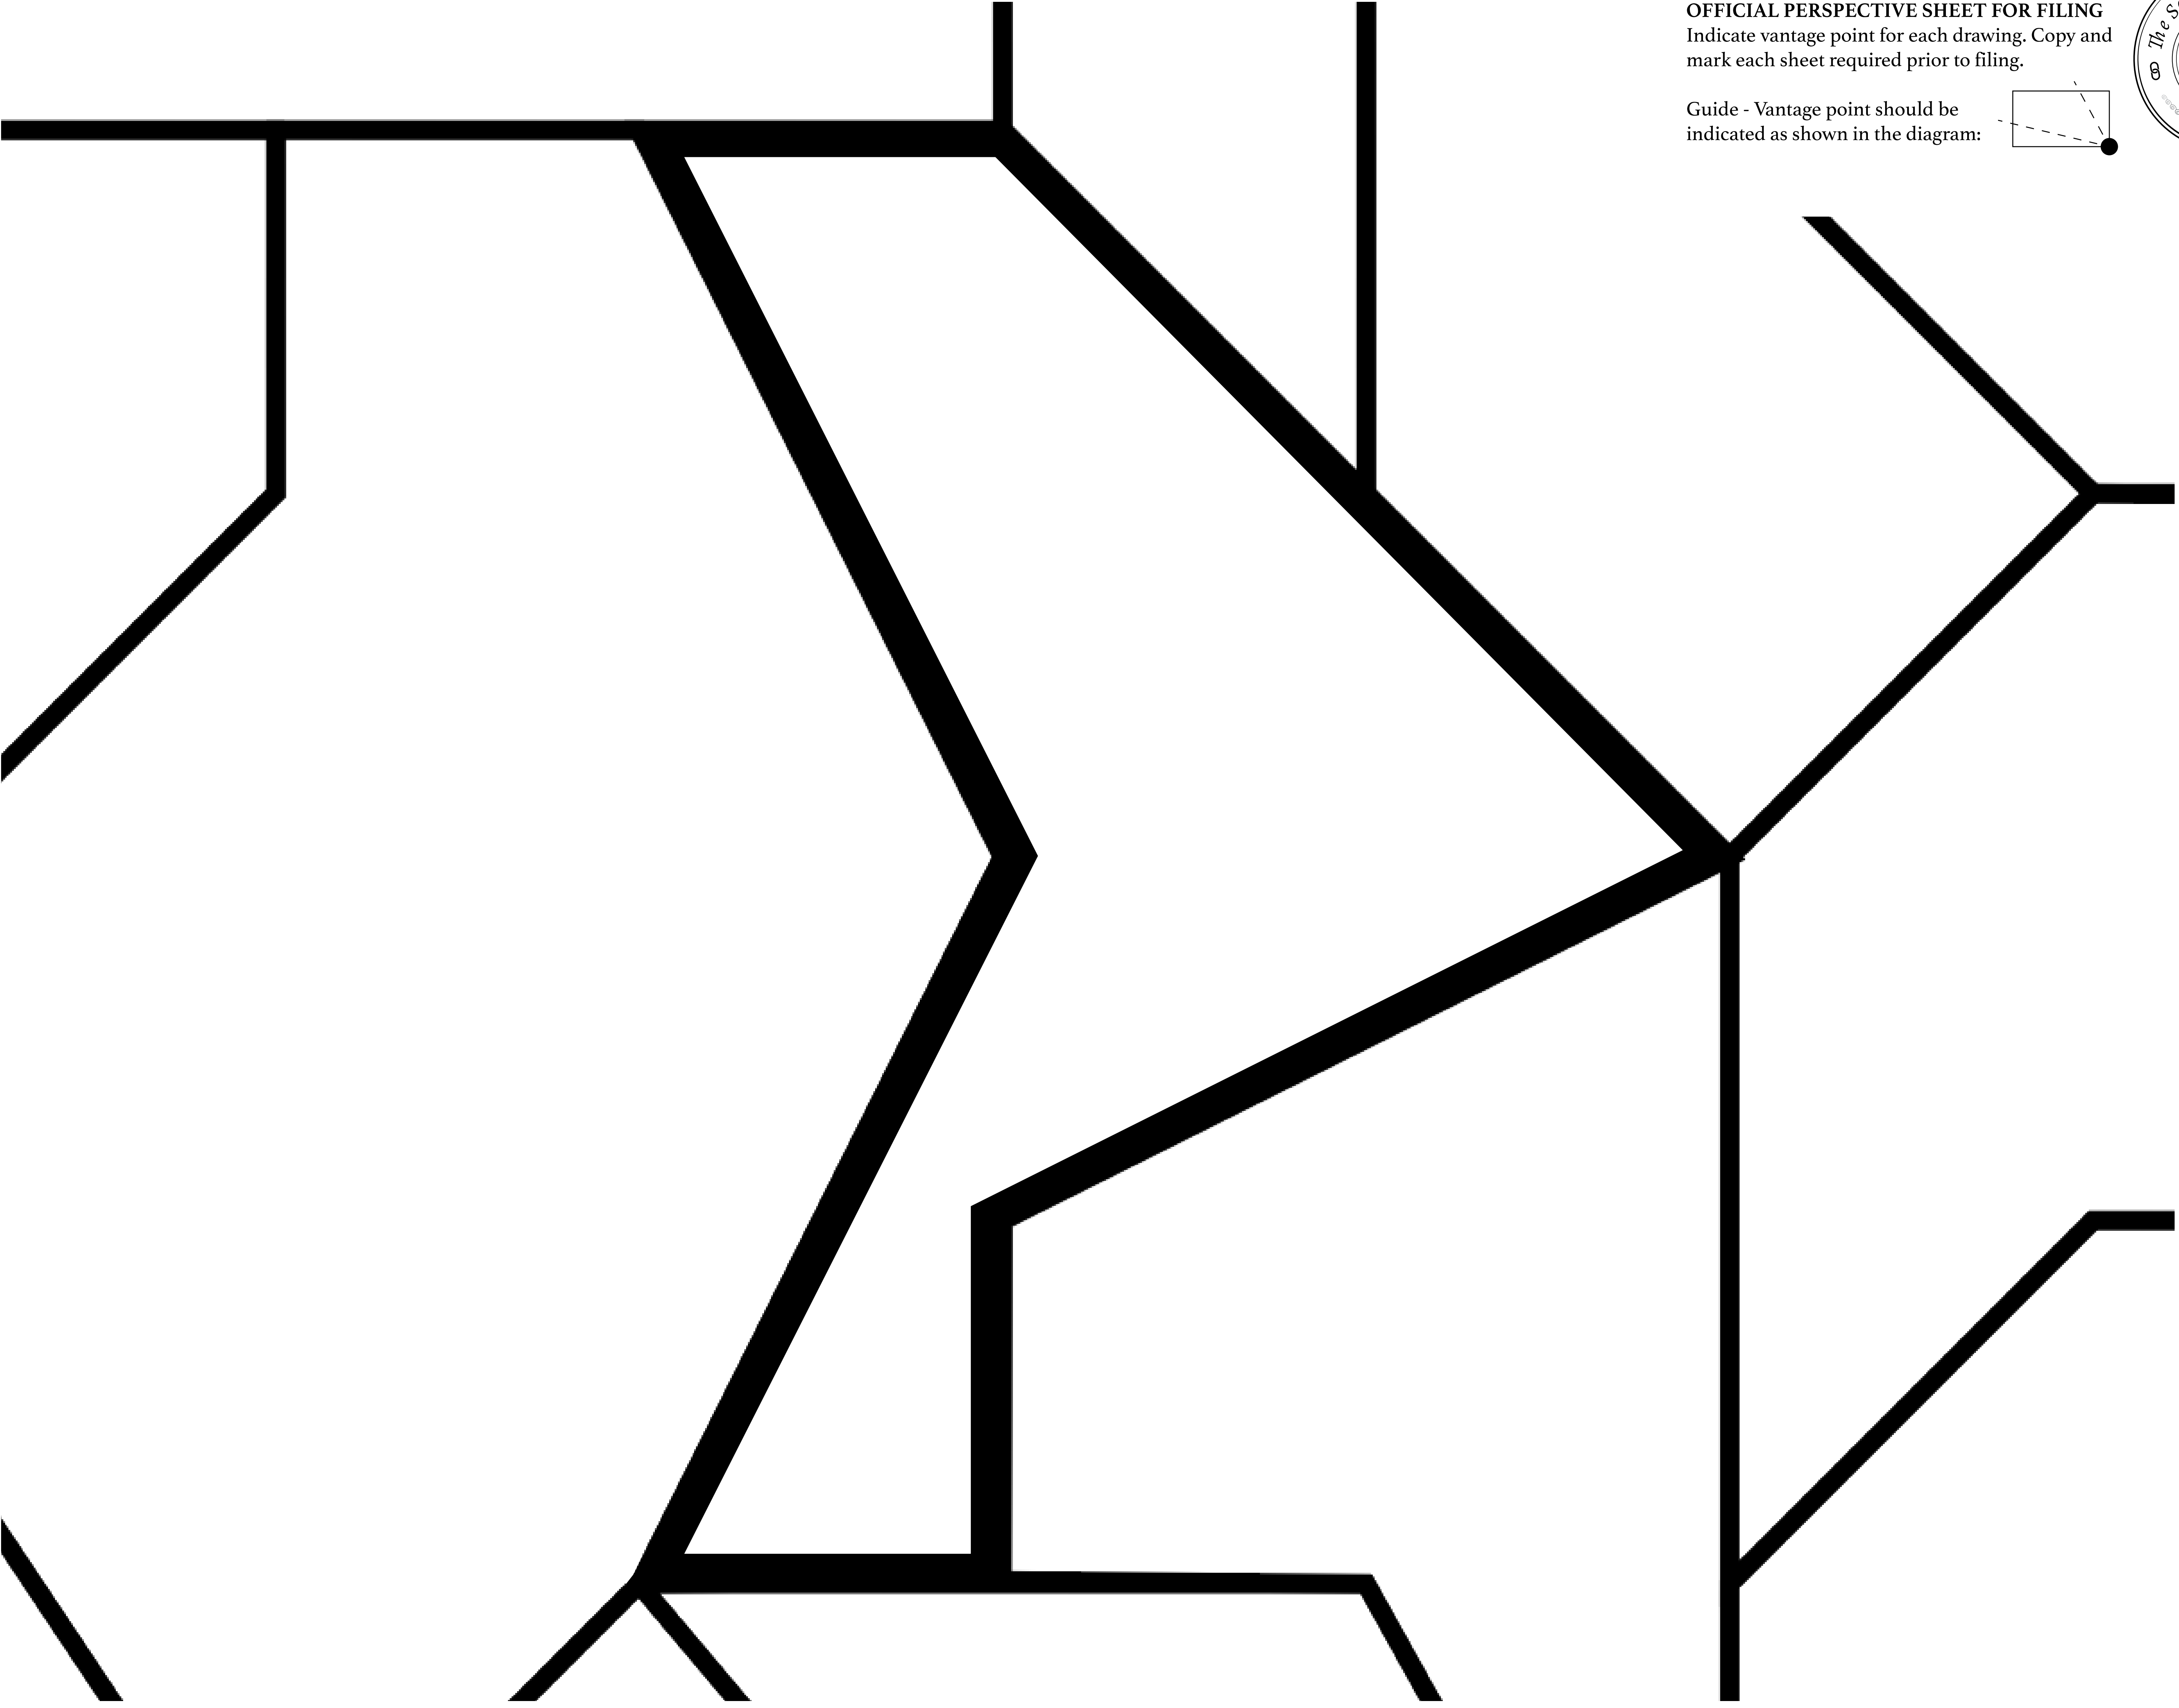 OFFICIAL PERSPECTIVE SHEET FOR FILING
Indicate vantage point for each drawing. Copy and
mark each sheet required prior to filing.
Guide - Vantage point should be
indicated as shown in the diagram:
The